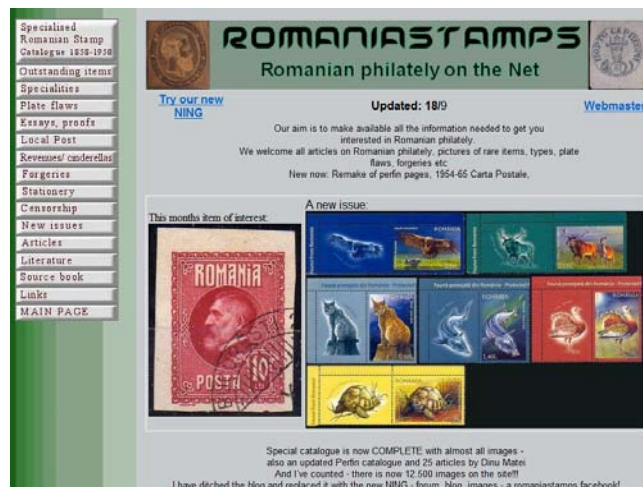 Specialised
Romanian Stamp
Catalogue 1858-1958
Outstanding items
Specialities
Plate flaws
Essays, proofs
Local Post
Revenues/ cinderellas
Forgeries
Stationery
Censorship
New issues
Articles
Literature
Source book
Links
MAIN PAGE
ROMANIASTAMPS
Romanian philately on the Net
Try our new
NING
Updated: 18/9
Webmaster
Our aim is to make available all the information needed to get you
interested in Romanian philately.
We welcome all articles on Romanian philately, pictures of rare items, types, plate
flaws, forgeries etc
New now: Remake of perfin pages, 1954-65 Carta Postale,
This months item of interest:
ROMANIA
10
POSTA
A new issue:
ROMANIA
Special catalogue is now COMPLETE with almost all images -
also an updated Perfin catalogue and 25 articles by Dinu Matei
And I've counted - there is now 12.500 images on the site!!!
I have ditched the blog and replaced it with the new NING - forum, blog, images - a romaniastamps facebook!